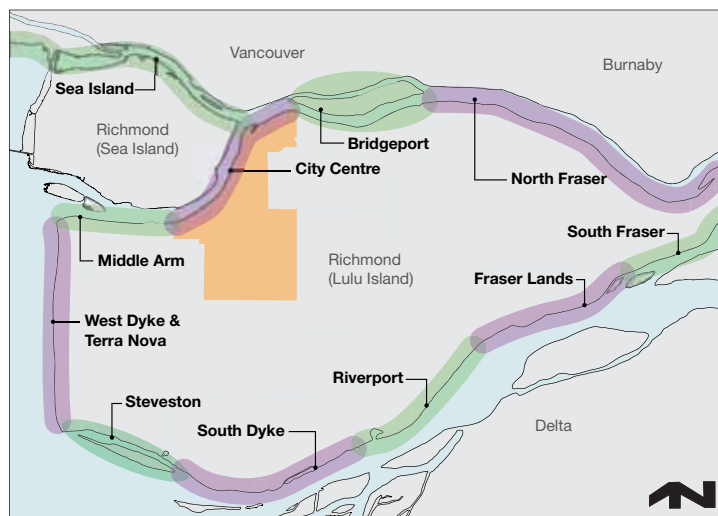 Vancouver
Burnaby
Sea Island
Richmond
(Sea Island)
Bridgeport
City Centre
North Fraser
South Fraser
Middle Arm
Richmond
(Lulu Island)
Fraser Lands
West Dyke &
Terra Nova
Riverport
Steveston
South Dyke
Delta
N